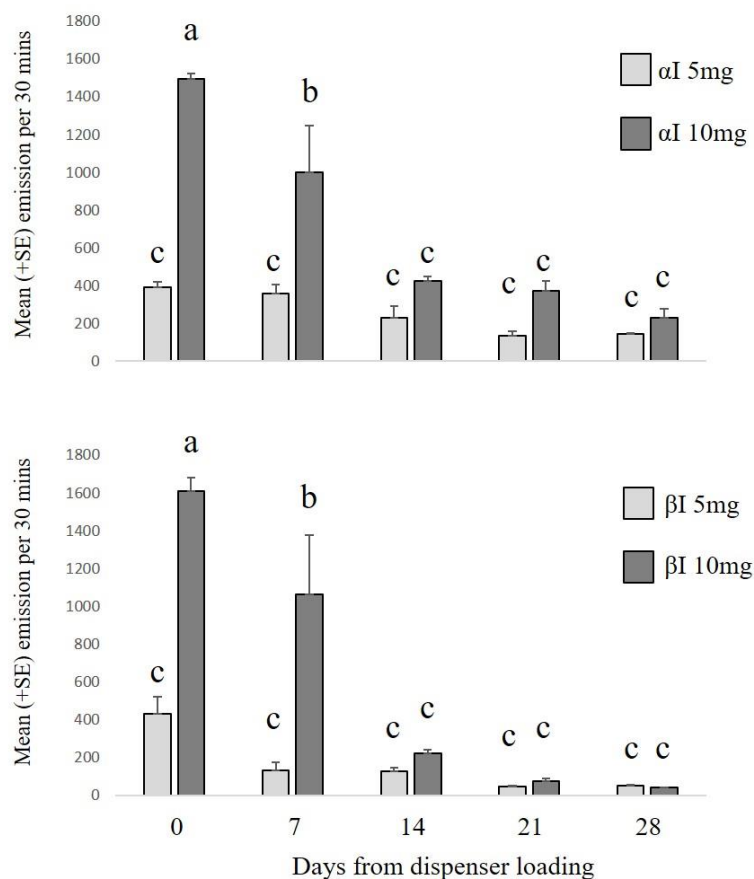 Mean (+SE) emission per 30 mins
1800
1600
1400
1200
1000
800
600
400
200
0
a
b
c c c c c c c c
αI 5mg
αI 10mg
Mean (+SE) emission per 30 mins
1800
1600
1400
1200
1000
800
600
400
200
0
a
b
c c c c c c c c
βI 5mg
βI 10mg
0 7 14 21 28
Days from dispenser loading